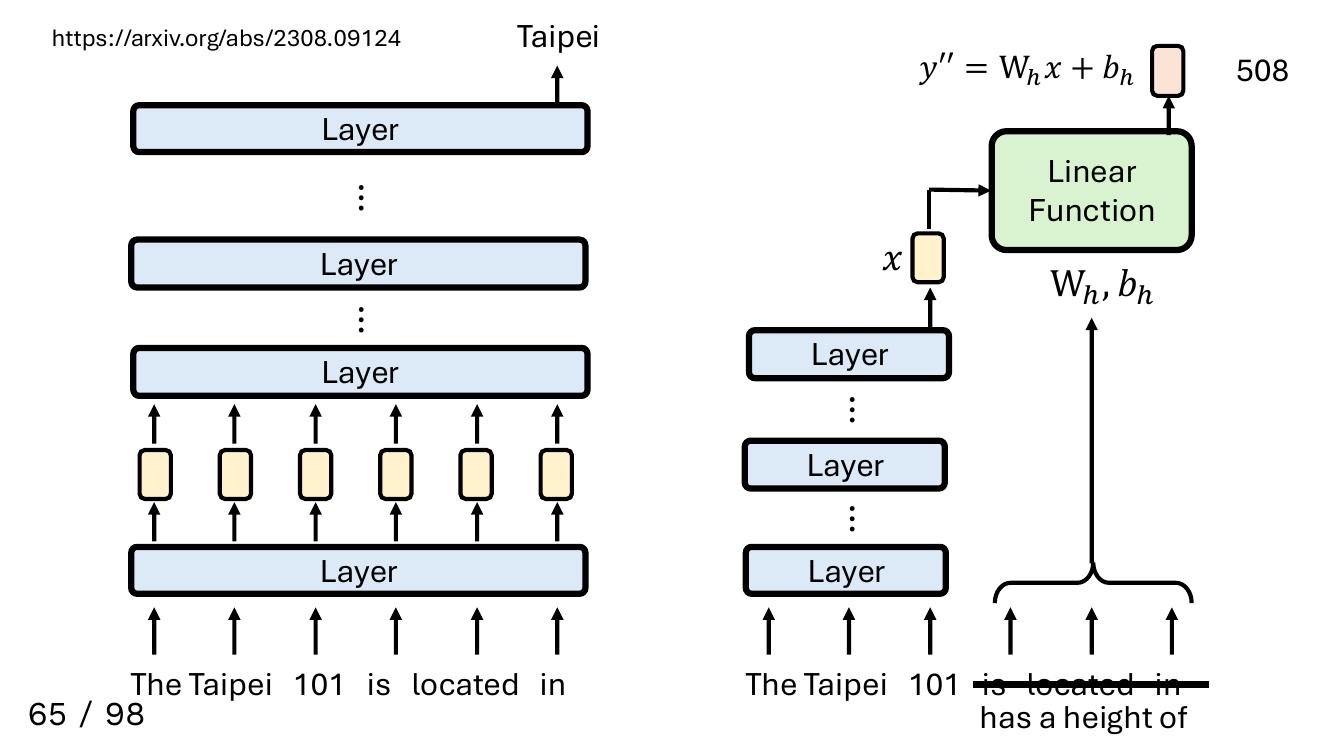 https://arxiv.org/abs/2308.09124
Taipei
Layer
⋮
Layer
⋮
Layer
Layer
The Taipei 101 is located in
65 / 98
y′′ = W_h x + b_h
508
Linear
Function
x
W_h, b_h
Layer
⋮
Layer
⋮
Layer
The Taipei 101 is located in
has a height of